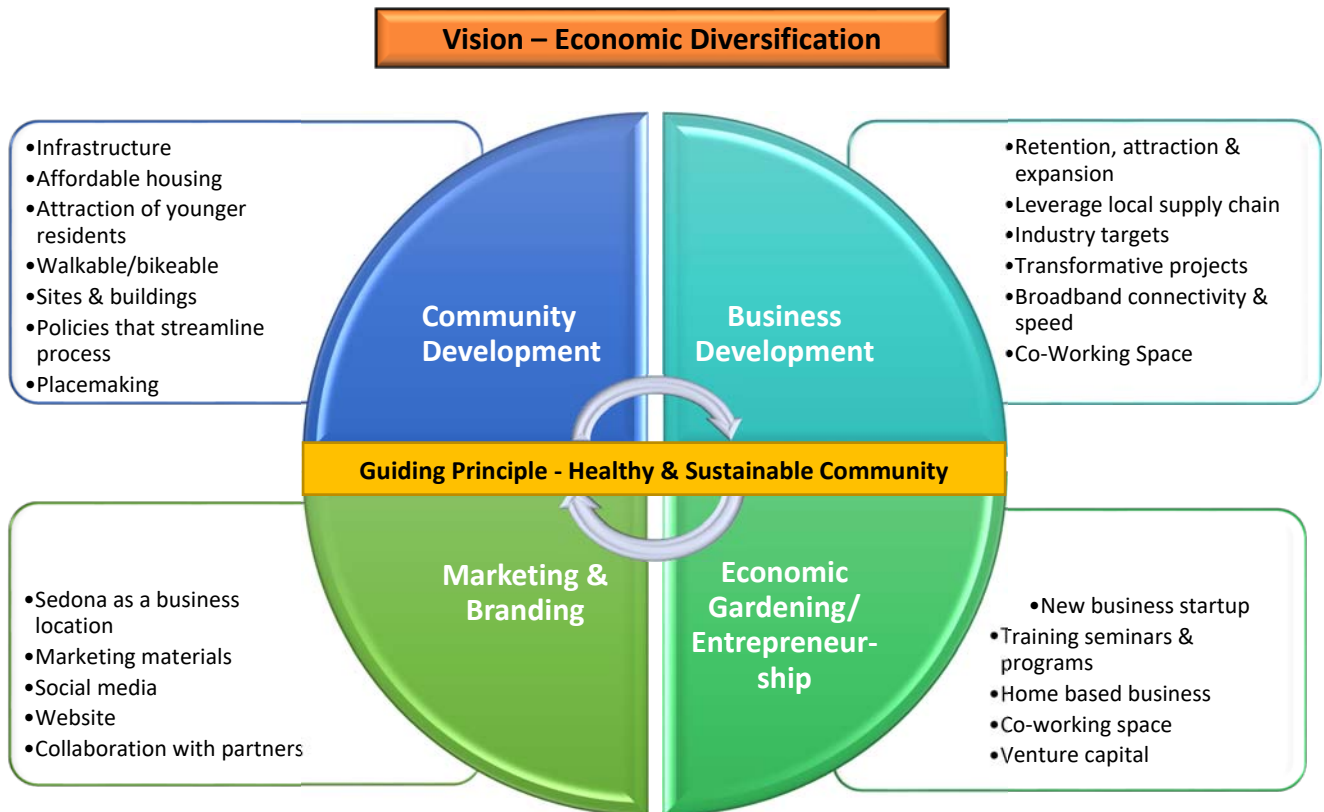 Vision – Economic Diversification
•Infrastructure
•Affordable housing
•Attraction of younger
residents
•Walkable/bikeable
•Sites & buildings
•Policies that streamline
process
•Placemaking
Community
Development
Business
Development
•Retention, attraction &
expansion
•Leverage local supply chain
•Industry targets
•Transformative projects
•Broadband connectivity &
speed
•Co-Working Space
Guiding Principle - Healthy & Sustainable Community
•Sedona as a business
location
•Marketing materials
•Social media
•Website
•Collaboration with partners
Marketing &
Branding
Economic
Gardening/
Entrepreneur-
ship
•New business startup
•Training seminars &
programs
•Home based business
•Co-working space
•Venture capital